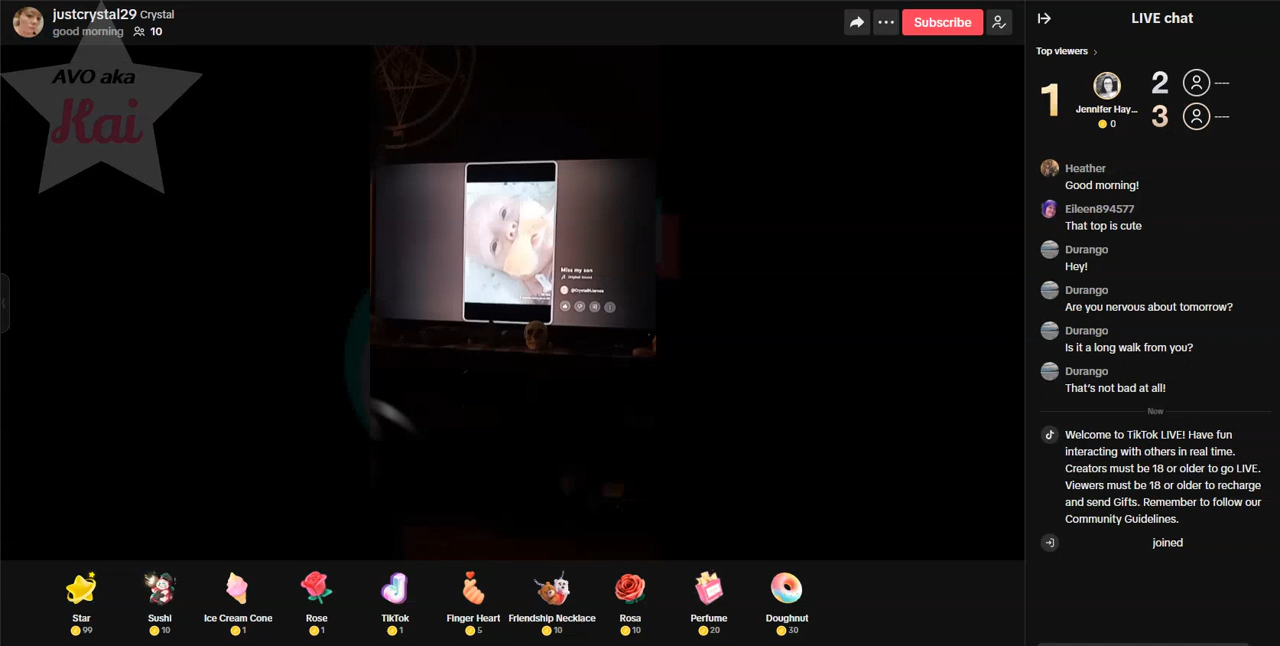 justcrystal29 Crystal
good morning 10
Subscribe
AVO aka
Kai
Miss my son
Original Sound
@CrystalHJames
LIVE chat
Top viewers
1
Jennifer Hay...
0
2
3
Heather
Good morning!
Eileen894577
That top is cute
Durango
Hey!
Durango
Are you nervous about tomorrow?
Durango
Is it a long walk from you?
Durango
That's not bad at all!
Now
Welcome to TikTok LIVE! Have fun
interacting with others in real time.
Creators must be 18 or older to go LIVE.
Viewers must be 18 or older to recharge
and send Gifts. Remember to follow our
Community Guidelines.
joined
Star
99
Sushi
10
Ice Cream Cone
1
Rose
1
TikTok
1
Finger Heart
5
Friendship Necklace
10
Rosa
10
Perfume
20
Doughnut
30